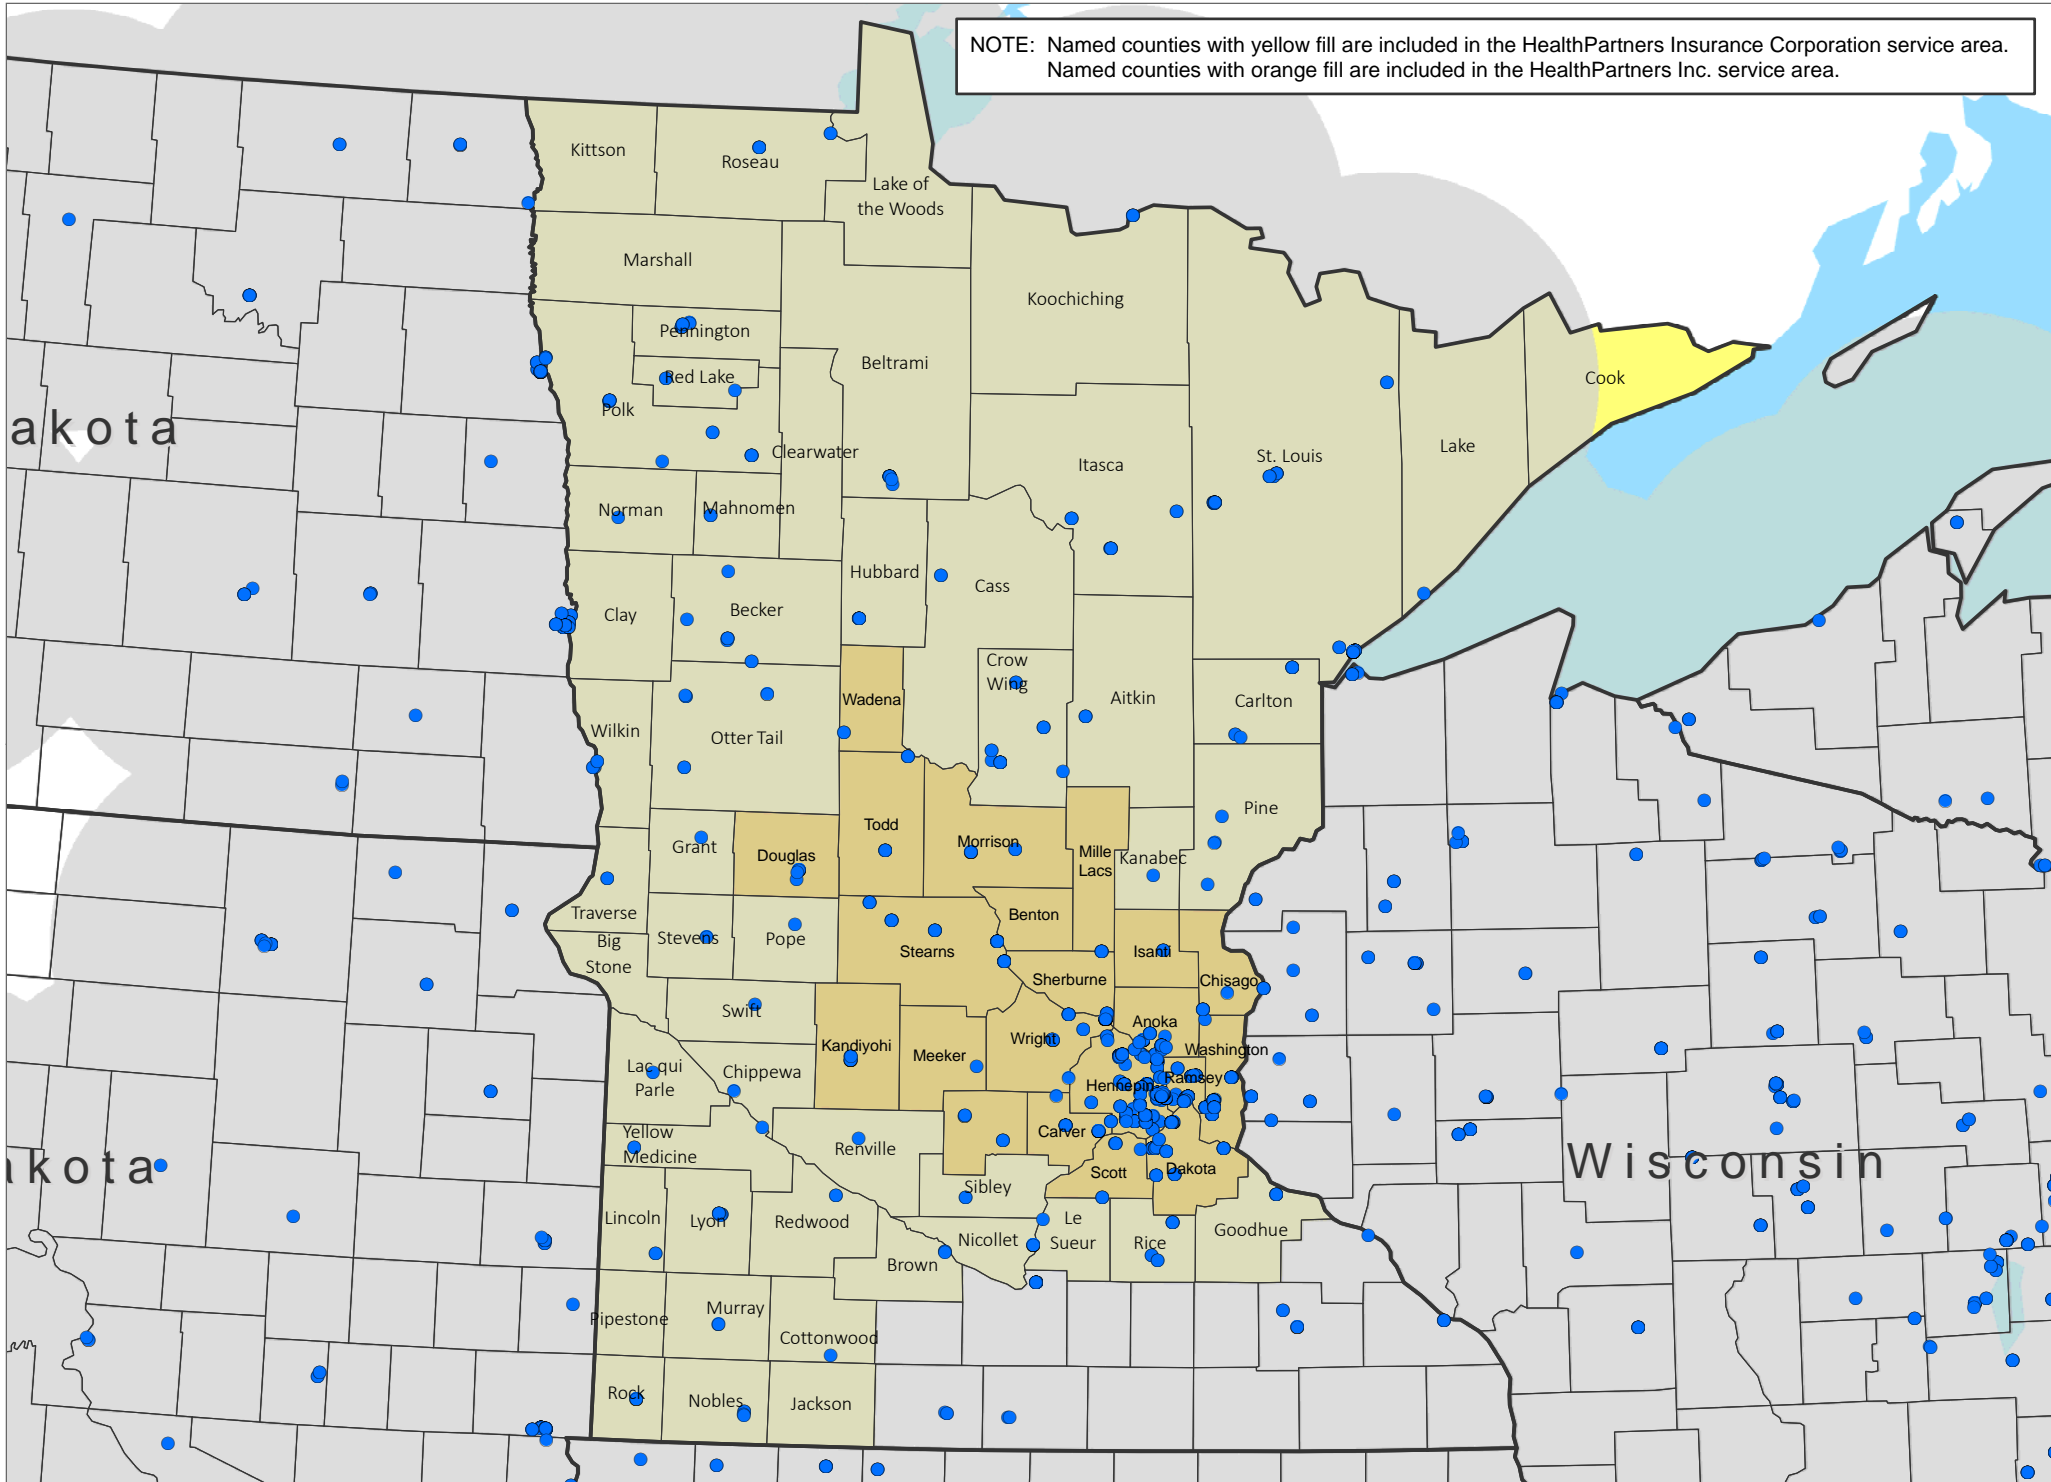 NOTE: Named counties with yellow fill are included in the HealthPartners Insurance Corporation service area.
Named counties with orange fill are included in the HealthPartners Inc. service area.
Kittson
Roseau
Lake of
the Woods
Marshall
Koochiching
Pennington
Beltrami
Red Lake
Cook
Polk
akota
Clearwater
Itasca
St. Louis
Lake
Norman
Mahnomen
Hubbard
Cass
Clay
Becker
Crow
Wing
Wadena
Aitkin
Carlton
Wilkin
Otter Tail
Pine
Todd
Morrison
Grant
Douglas
Mille
Lacs
Kanabec
Traverse
Benton
Stevens
Pope
Big
Stone
Stearns
Isanti
Sherburne
Chisago
Swift
Anoka
Wright
Kandiyohi
Meeker
Washington
Lac qui
Parle
Chippewa
Hennepin
Ramsey
Yellow
Medicine
Renville
Carver
Wisconsin
akota
Scott
Dakota
Sibley
Lincoln
Lyon
Redwood
Le
Sueur
Nicollet
Rice
Goodhue
Brown
Murray
Pipestone
Cottonwood
Rock
Nobles
Jackson